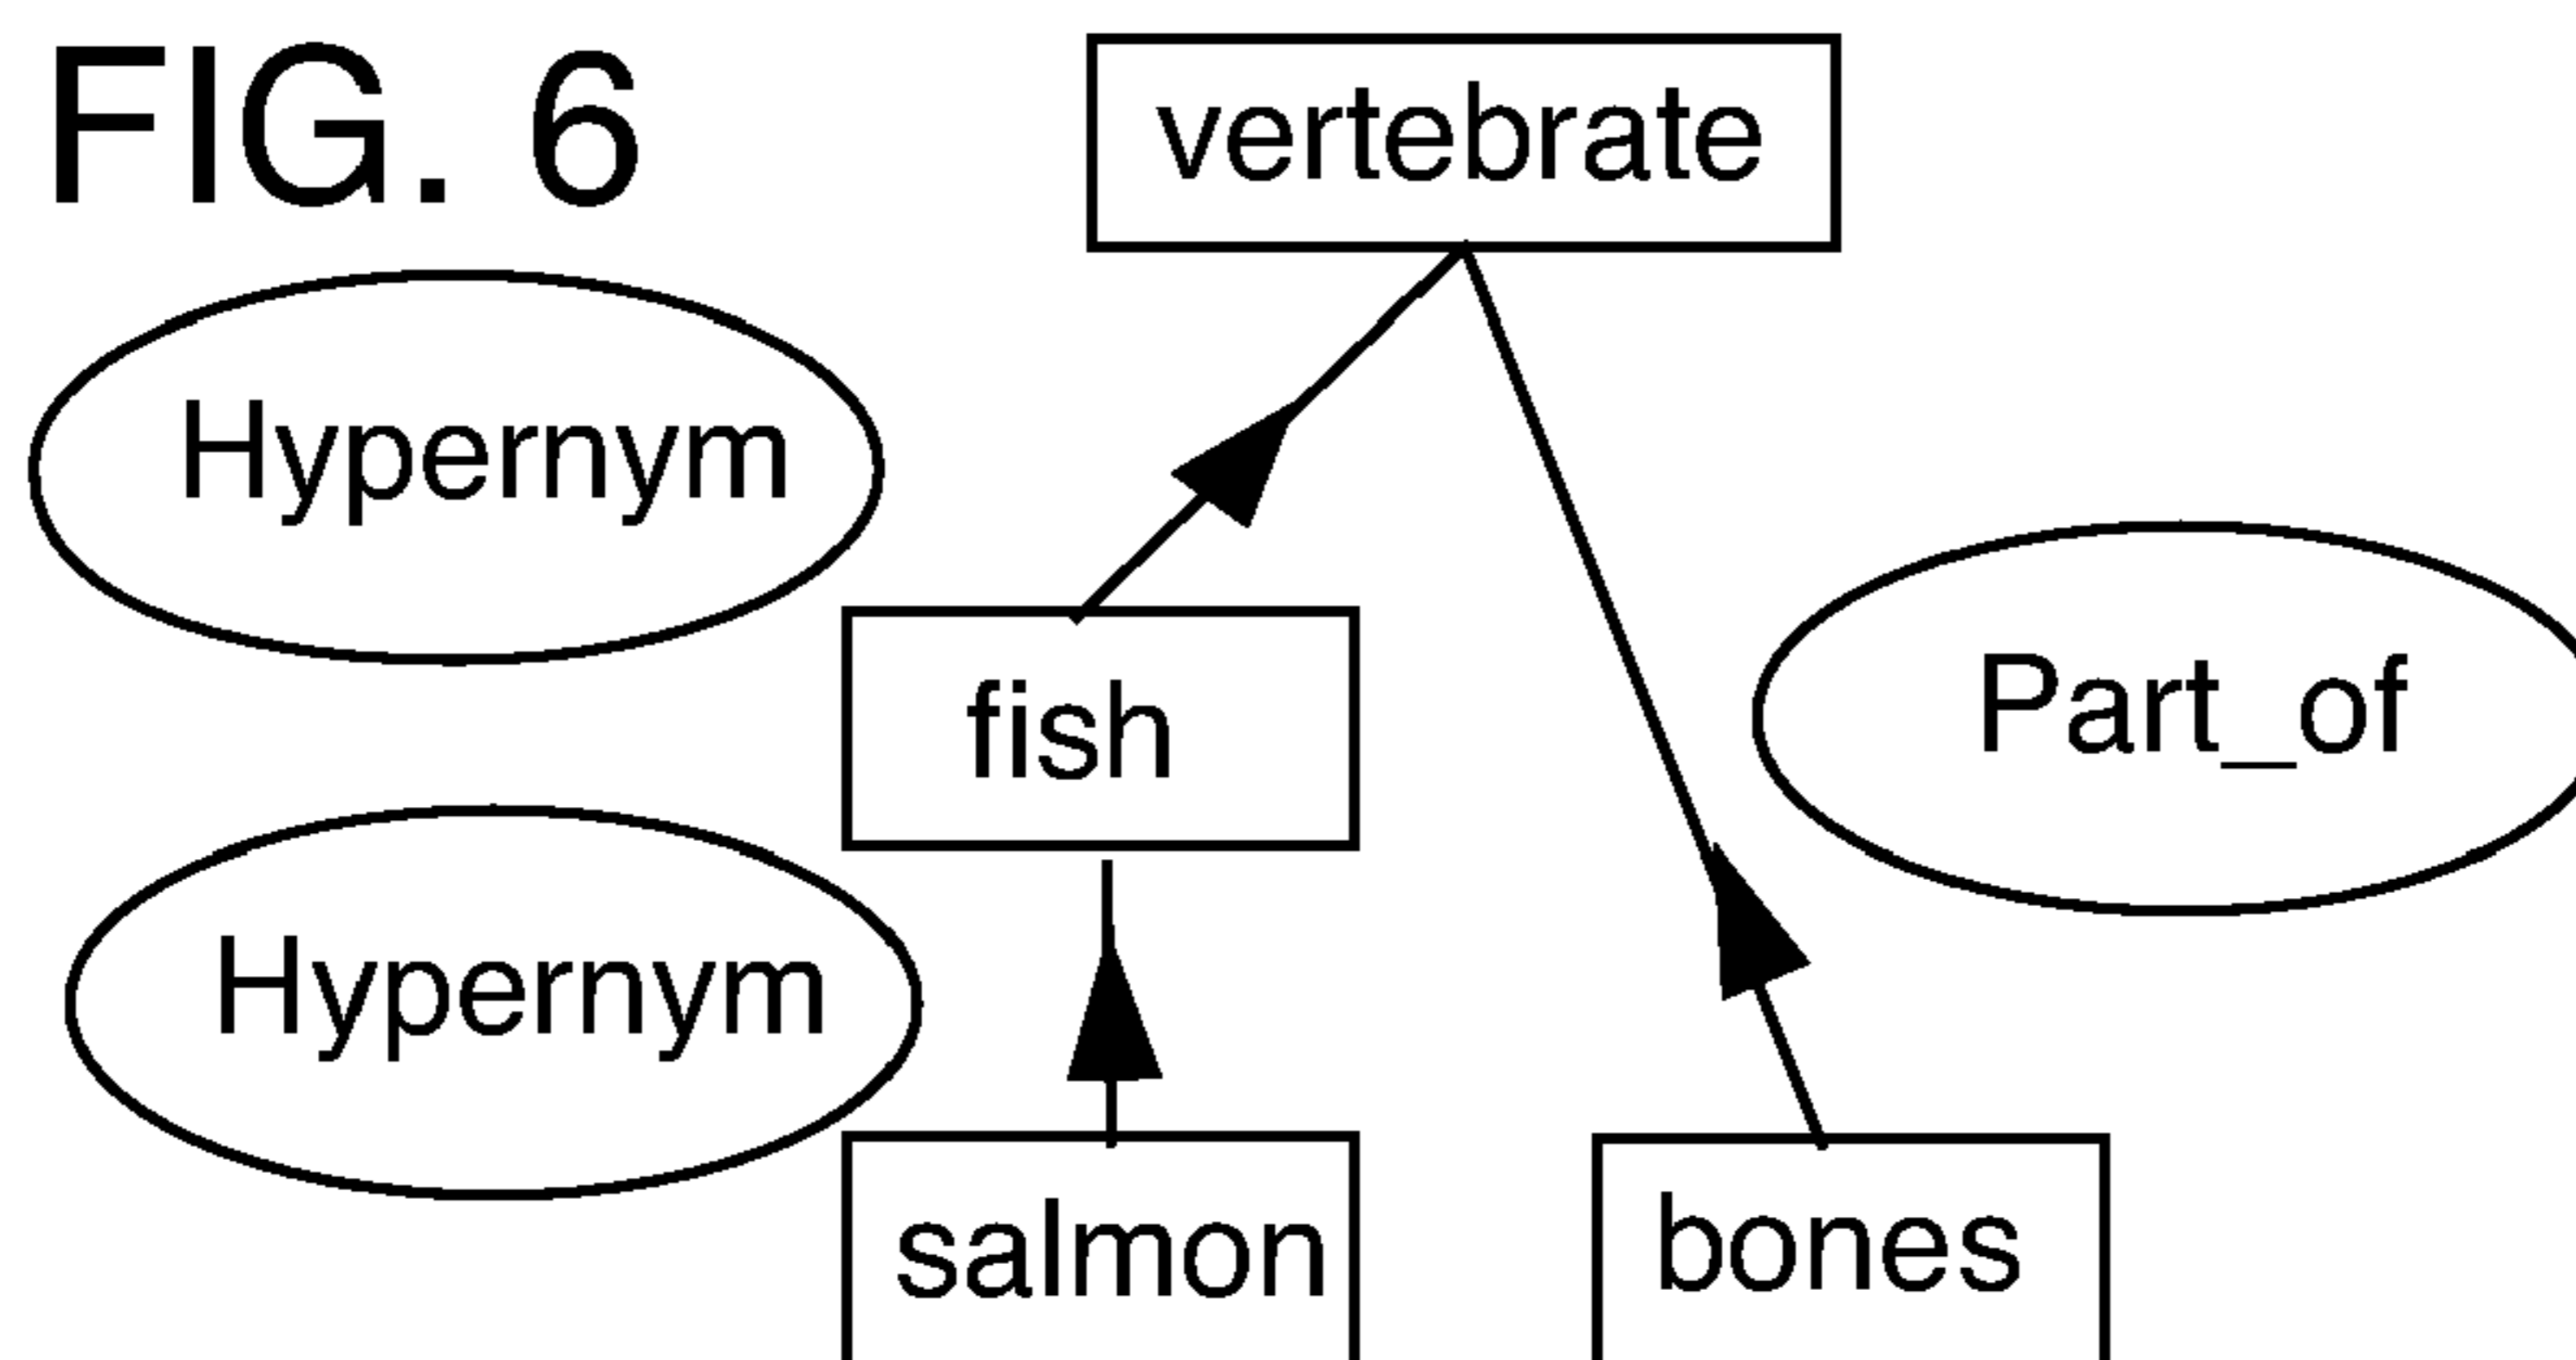 FIG. 6
vertebrate
Hypernym
Part_of
fish
Hypernym
salmon
bones